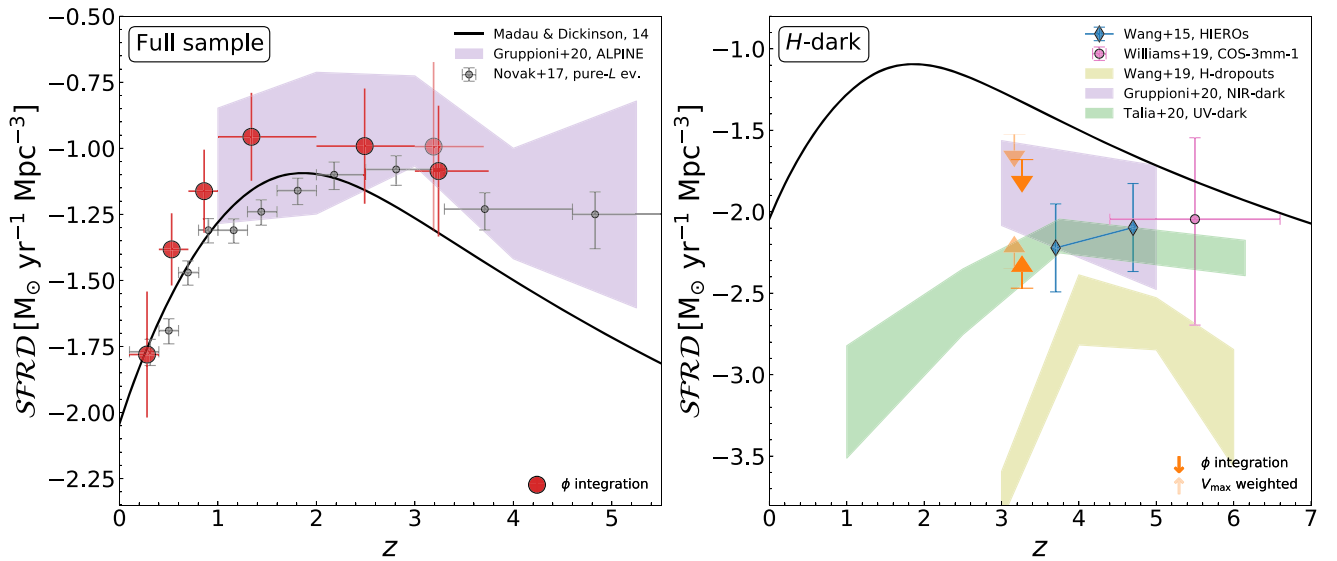 Full sample
Madau & Dickinson, 14
Gruppioni+20, ALPINE
Novak+17, pure-L ev.
−0.50
−0.75
−1.00
−1.25
−1.50
−1.75
−2.00
−2.25
SFRD [M⊙ yr⁻¹ Mpc⁻³]
ϕ integration
0 1 2 3 4 5
z
H-dark
Wang+15, HIEROs
Williams+19, COS-3mm-1
Wang+19, H-dropouts
Gruppioni+20, NIR-dark
Talia+20, UV-dark
−1.0
−1.5
−2.0
−2.5
−3.0
−3.5
SFRD [M⊙ yr⁻¹ Mpc⁻³]
ϕ integration
Vmax weighted
0 1 2 3 4 5 6 7
z